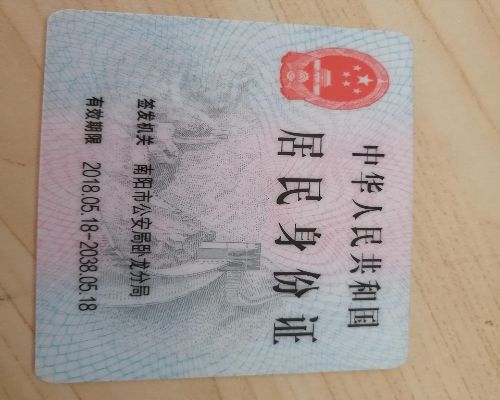 中华人民共和国
居民身份证
签发机关 南阳市公安局卧龙分局
有效期限 2018.05.18-2038.05.18